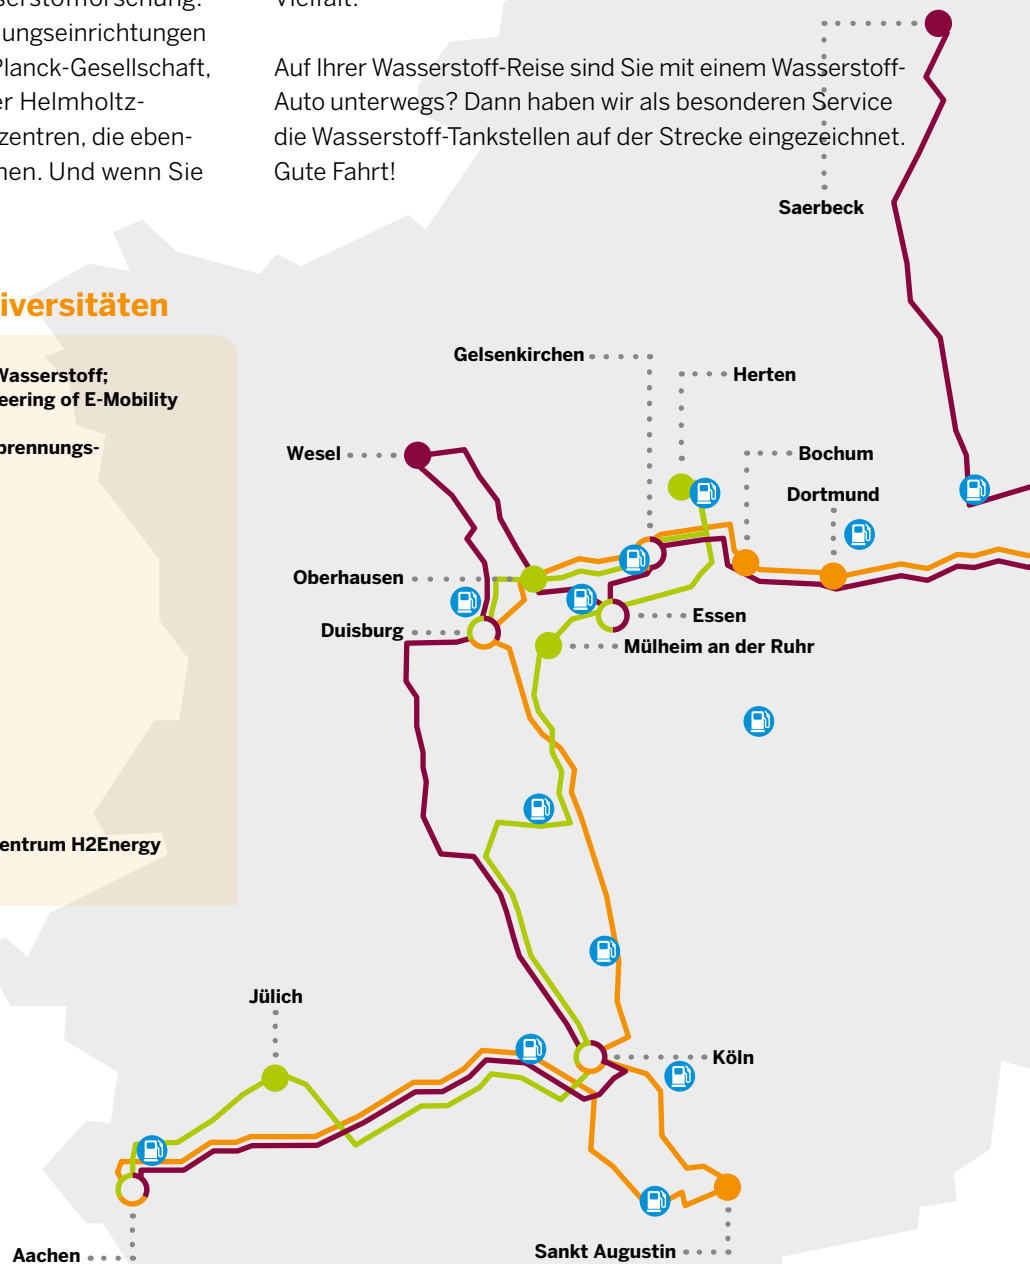 serstoffforschung.
ungseinrichtungen
Planck-Gesellschaft,
er Helmholtz-
zentren, die eben-
nen. Und wenn Sie
Vielfalt.
Auf Ihrer Wasserstoff-Reise sind Sie mit einem Wasserstoff-
Auto unterwegs? Dann haben wir als besonderen Service
die Wasserstoff-Tankstellen auf der Strecke eingezeichnet.
Gute Fahrt!
iversitäten
Wasserstoff;
eering of E-Mobility
brennungs-
entrum H2Energy
Saerbeck
Gelsenkirchen
Herten
Wesel
Bochum
Dortmund
Oberhausen
Duisburg
Essen
Mülheim an der Ruhr
Jülich
Köln
Aachen
Sankt Augustin